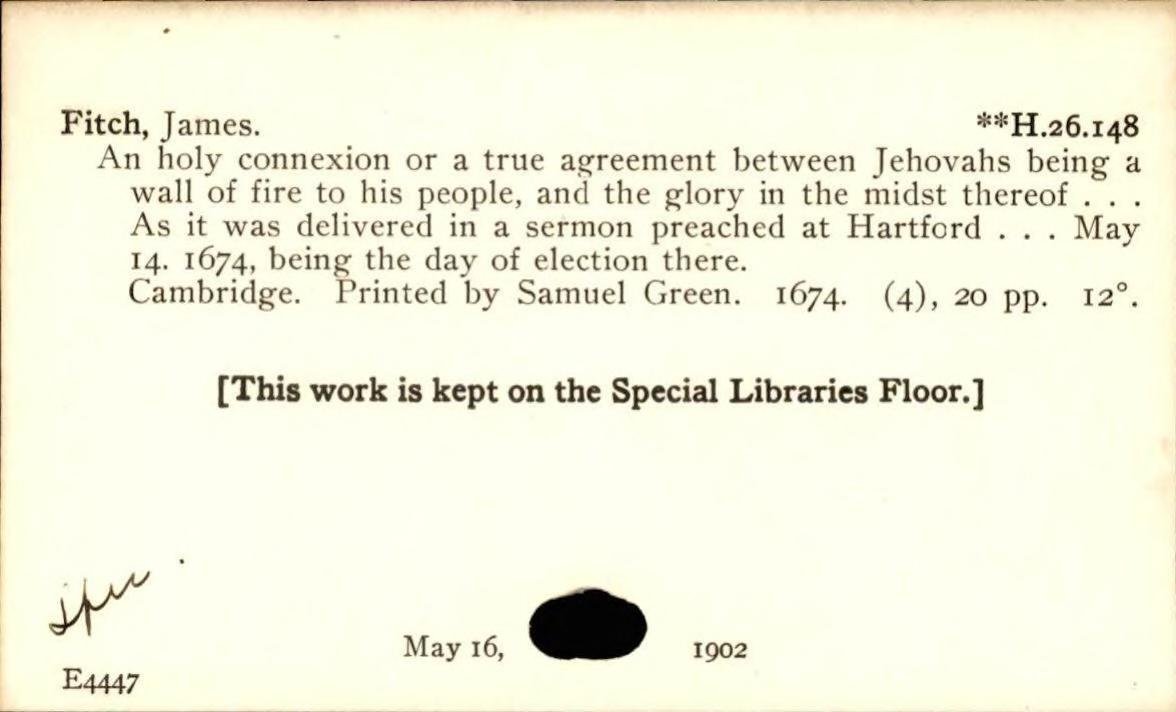 Fitch, James. **H.26.148
An holy connexion or a true agreement between Jehovahs being a
wall of fire to his people, and the glory in the midst thereof . . .
As it was delivered in a sermon preached at Hartford . . . May
14. 1674, being the day of election there.
Cambridge. Printed by Samuel Green. 1674. (4), 20 pp. 12°.
[This work is kept on the Special Libraries Floor.]
Spec
May 16, 1902
E4447